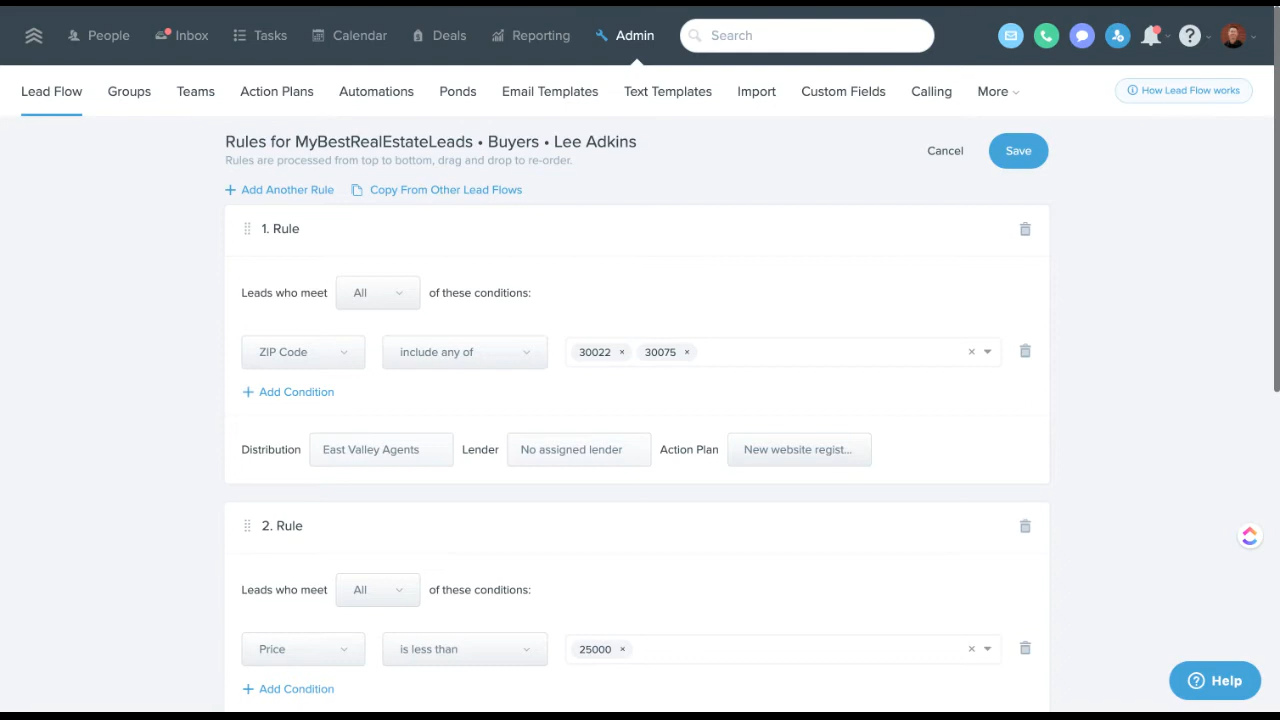 People Inbox Tasks Calendar Deals Reporting Admin Search ?
Lead Flow Groups Teams Action Plans Automations Ponds Email Templates Text Templates Import Custom Fields Calling More How Lead Flow works
Rules for MyBestRealEstateLeads • Buyers • Lee Adkins
Rules are processed from top to bottom, drag and drop to re-order.
Cancel Save
+ Add Another Rule Copy From Other Lead Flows
1. Rule
Leads who meet All of these conditions:
ZIP Code include any of 30022 × 30075 × ×
+ Add Condition
Distribution East Valley Agents Lender No assigned lender Action Plan New website regist...
2. Rule
Leads who meet All of these conditions:
Price is less than 25000 × ×
+ Add Condition
? Help